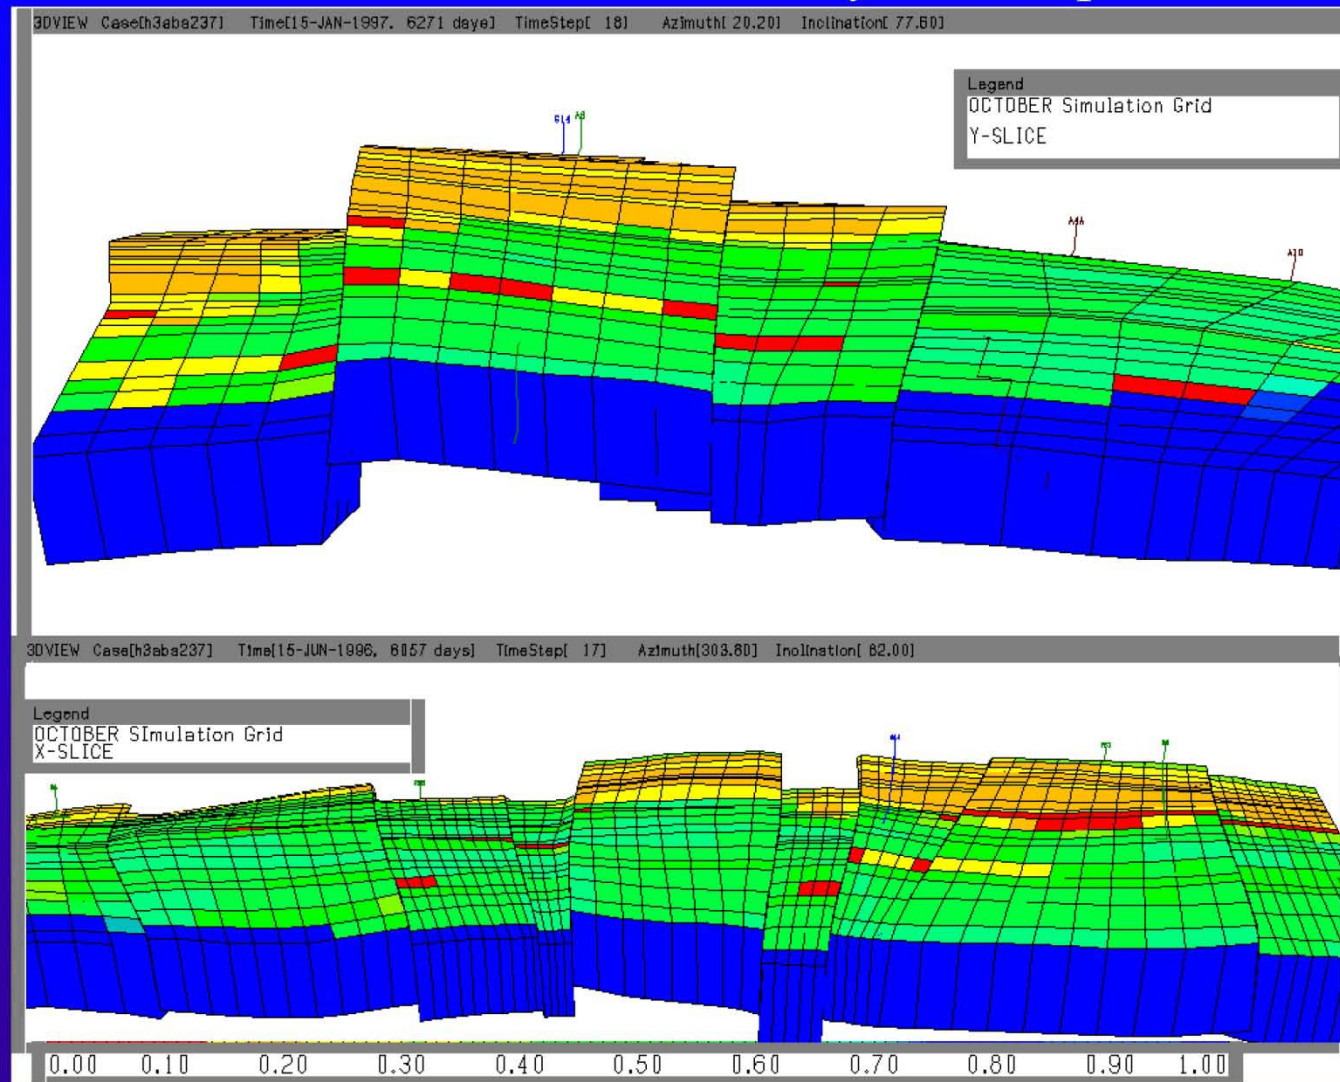 3DVIEW Case[h3aba237] Time[15-JAN-1997, 6271 days] TimeStep[ 18] Azimuth[ 20.20] Inclination[ 77.60]
Legend
OCTOBER Simulation Grid
Y-SLICE
A4A
A10
3DVIEW Case[h3aba237] Time[15-JUN-1996, 6057 days] TimeStep[ 17] Azimuth[303.80] Inclination[ 82.00]
Legend
OCTOBER SImulation Grid
X-SLICE
0.00 0.10 0.20 0.30 0.40 0.50 0.60 0.70 0.80 0.90 1.00